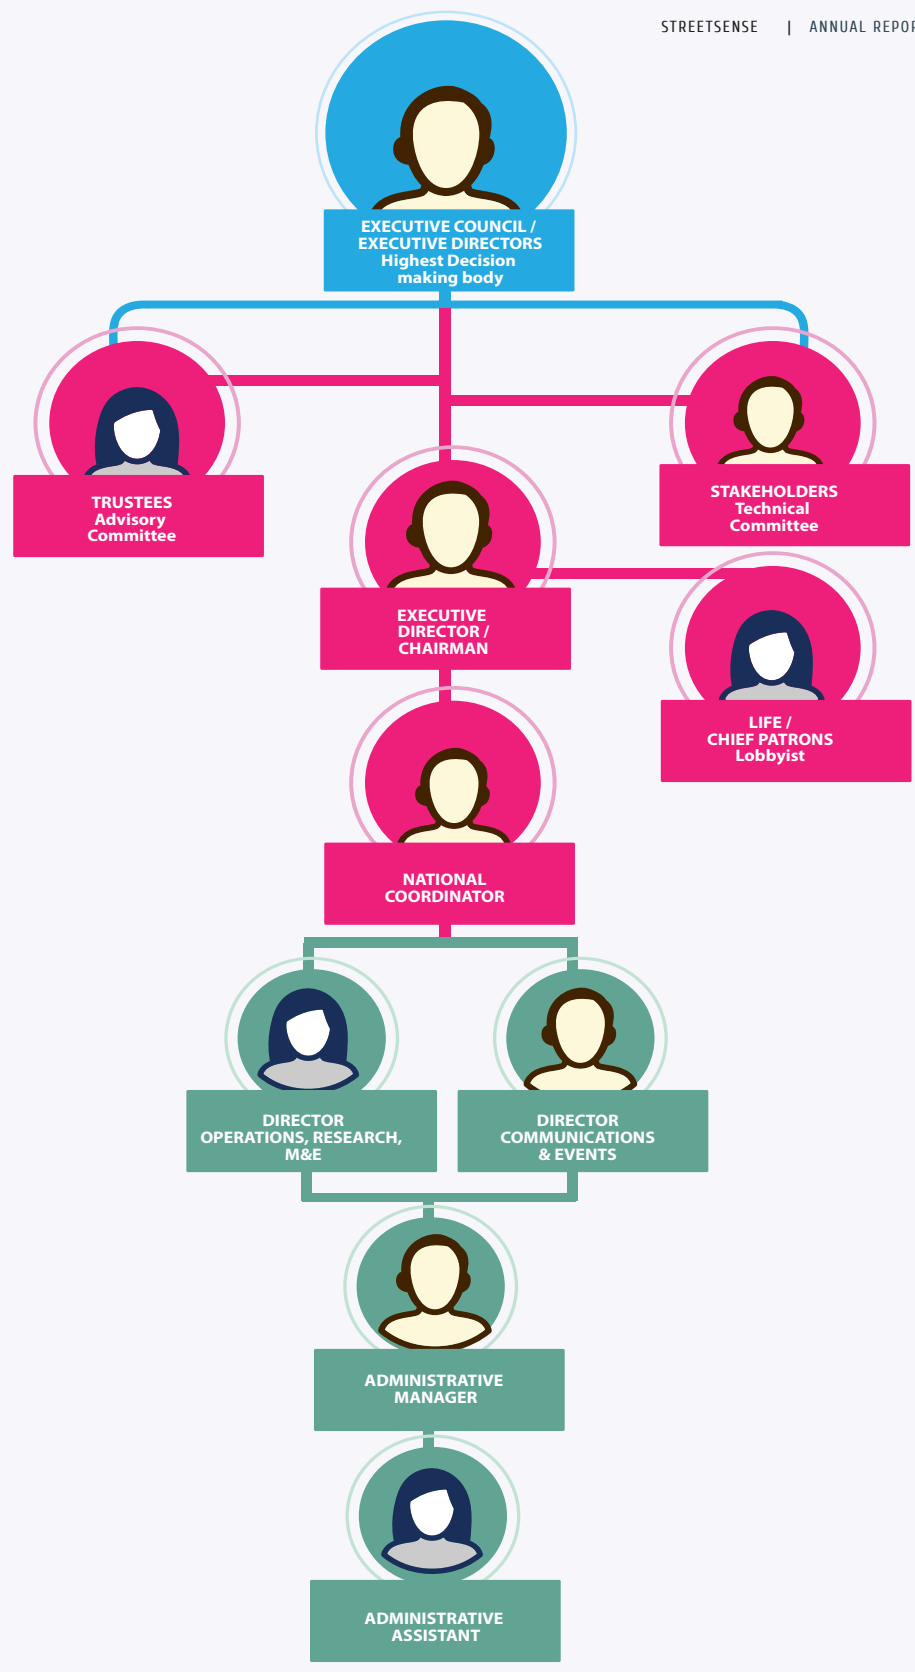 STREETSENSE | ANNUAL REPOR
EXECUTIVE COUNCIL /
EXECUTIVE DIRECTORS
Highest Decision
making body
TRUSTEES
Advisory
Committee
STAKEHOLDERS
Technical
Committee
EXECUTIVE
DIRECTOR /
CHAIRMAN
LIFE /
CHIEF PATRONS
Lobbyist
NATIONAL
COORDINATOR
DIRECTOR
OPERATIONS, RESEARCH,
M&E
DIRECTOR
COMMUNICATIONS
& EVENTS
ADMINISTRATIVE
MANAGER
ADMINISTRATIVE
ASSISTANT